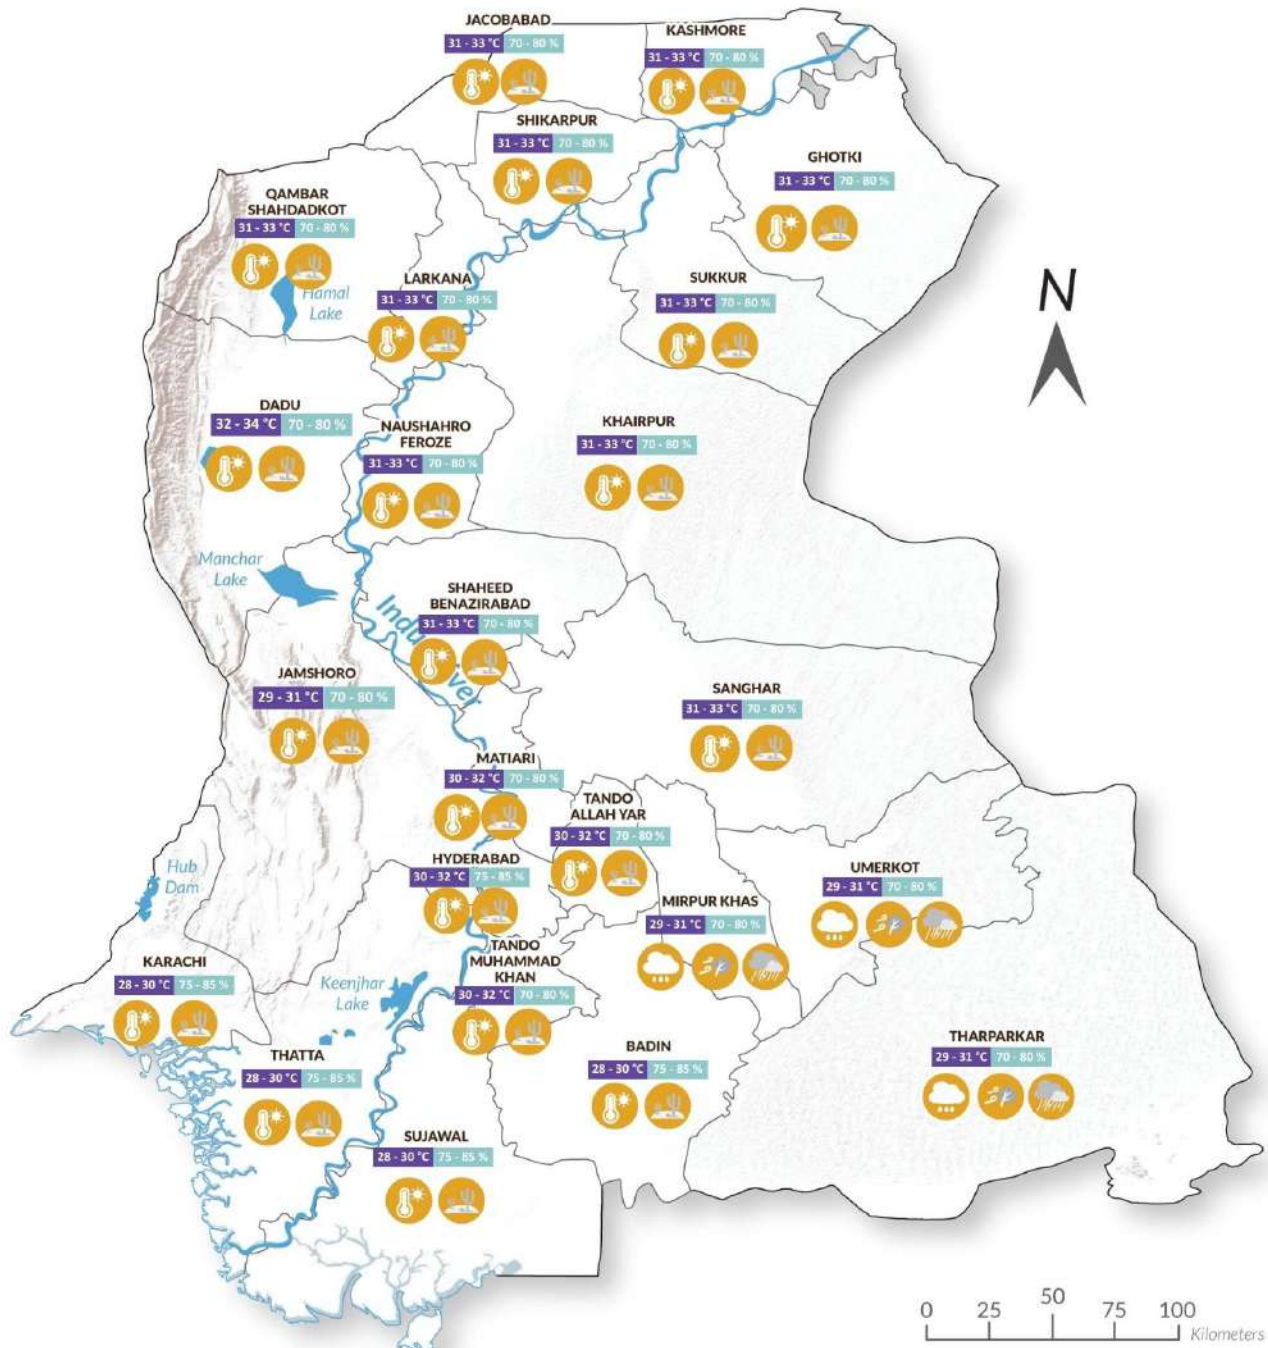 JACOBABAD
31 - 33 °C 70 - 80 %
KASHMORE
31 - 33 °C 70 - 80 %
SHIKARPUR
31 - 33 °C 70 - 80 %
GHOTKI
31 - 33 °C 70 - 80 %
QAMBAR
SHAHDADKOT
31 - 33 °C 70 - 80 %
Hamal
Lake
LARKANA
31 - 33 °C 70 - 80 %
SUKKUR
31 - 33 °C 70 - 80 %
N
DADU
32 - 34 °C 70 - 80 %
NAUSHAHRO
FEROZE
31 -33 °C 70 - 80 %
KHAIRPUR
31 - 33 °C 70 - 80 %
Manchar
Lake
SHAHEED
BENAZIRABAD
31 - 33 °C 70 - 80 %
JAMSHORO
29 - 31 °C 70 - 80 %
SANGHAR
31 - 33 °C 70 - 80 %
MATIARI
30 - 32 °C 70 - 80 %
TANDO
ALLAH YAR
30 - 32 °C 70 - 80 %
HYDERABAD
30 - 32 °C 75 - 85 %
Hub
Dam
UMERKOT
29 - 31 °C 70 - 80 %
MIRPUR KHAS
29 - 31 °C 70 - 80 %
KARACHI
28 - 30 °C 75 - 85 %
Keenjhar
Lake
TANDO
MUHAMMAD
KHAN
30 - 32 °C 70 - 80 %
THATTA
28 - 30 °C 75 - 85 %
BADIN
28 - 30 °C 75 - 85 %
THARPARKAR
29 - 31 °C 70 - 80 %
SUJAWAL
28 - 30 °C 75 - 85 %
0 25 50 75 100
Kilometers